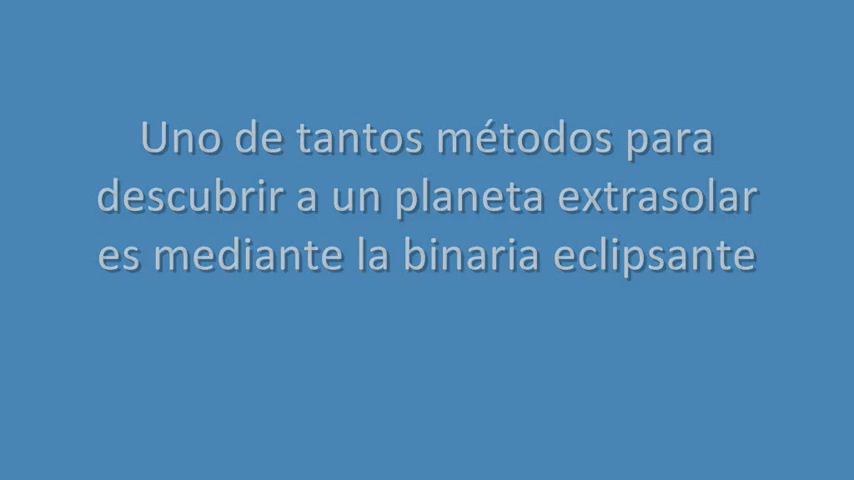 Uno de tantos métodos para
descubrir a un planeta extrasolar
es mediante la binaria eclipsante